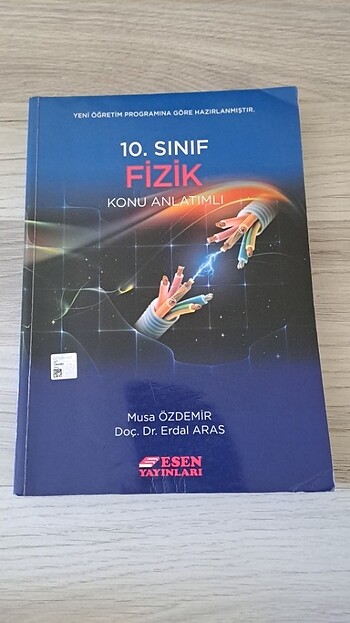 YENİ ÖĞRETİM PROGRAMINA GÖRE HAZIRLANMIŞTIR.
10. SINIF
FİZİK
KONU ANLATIMLI
Musa ÖZDEMİR
Doç. Dr. Erdal ARAS
ESEN
YAYINLARI